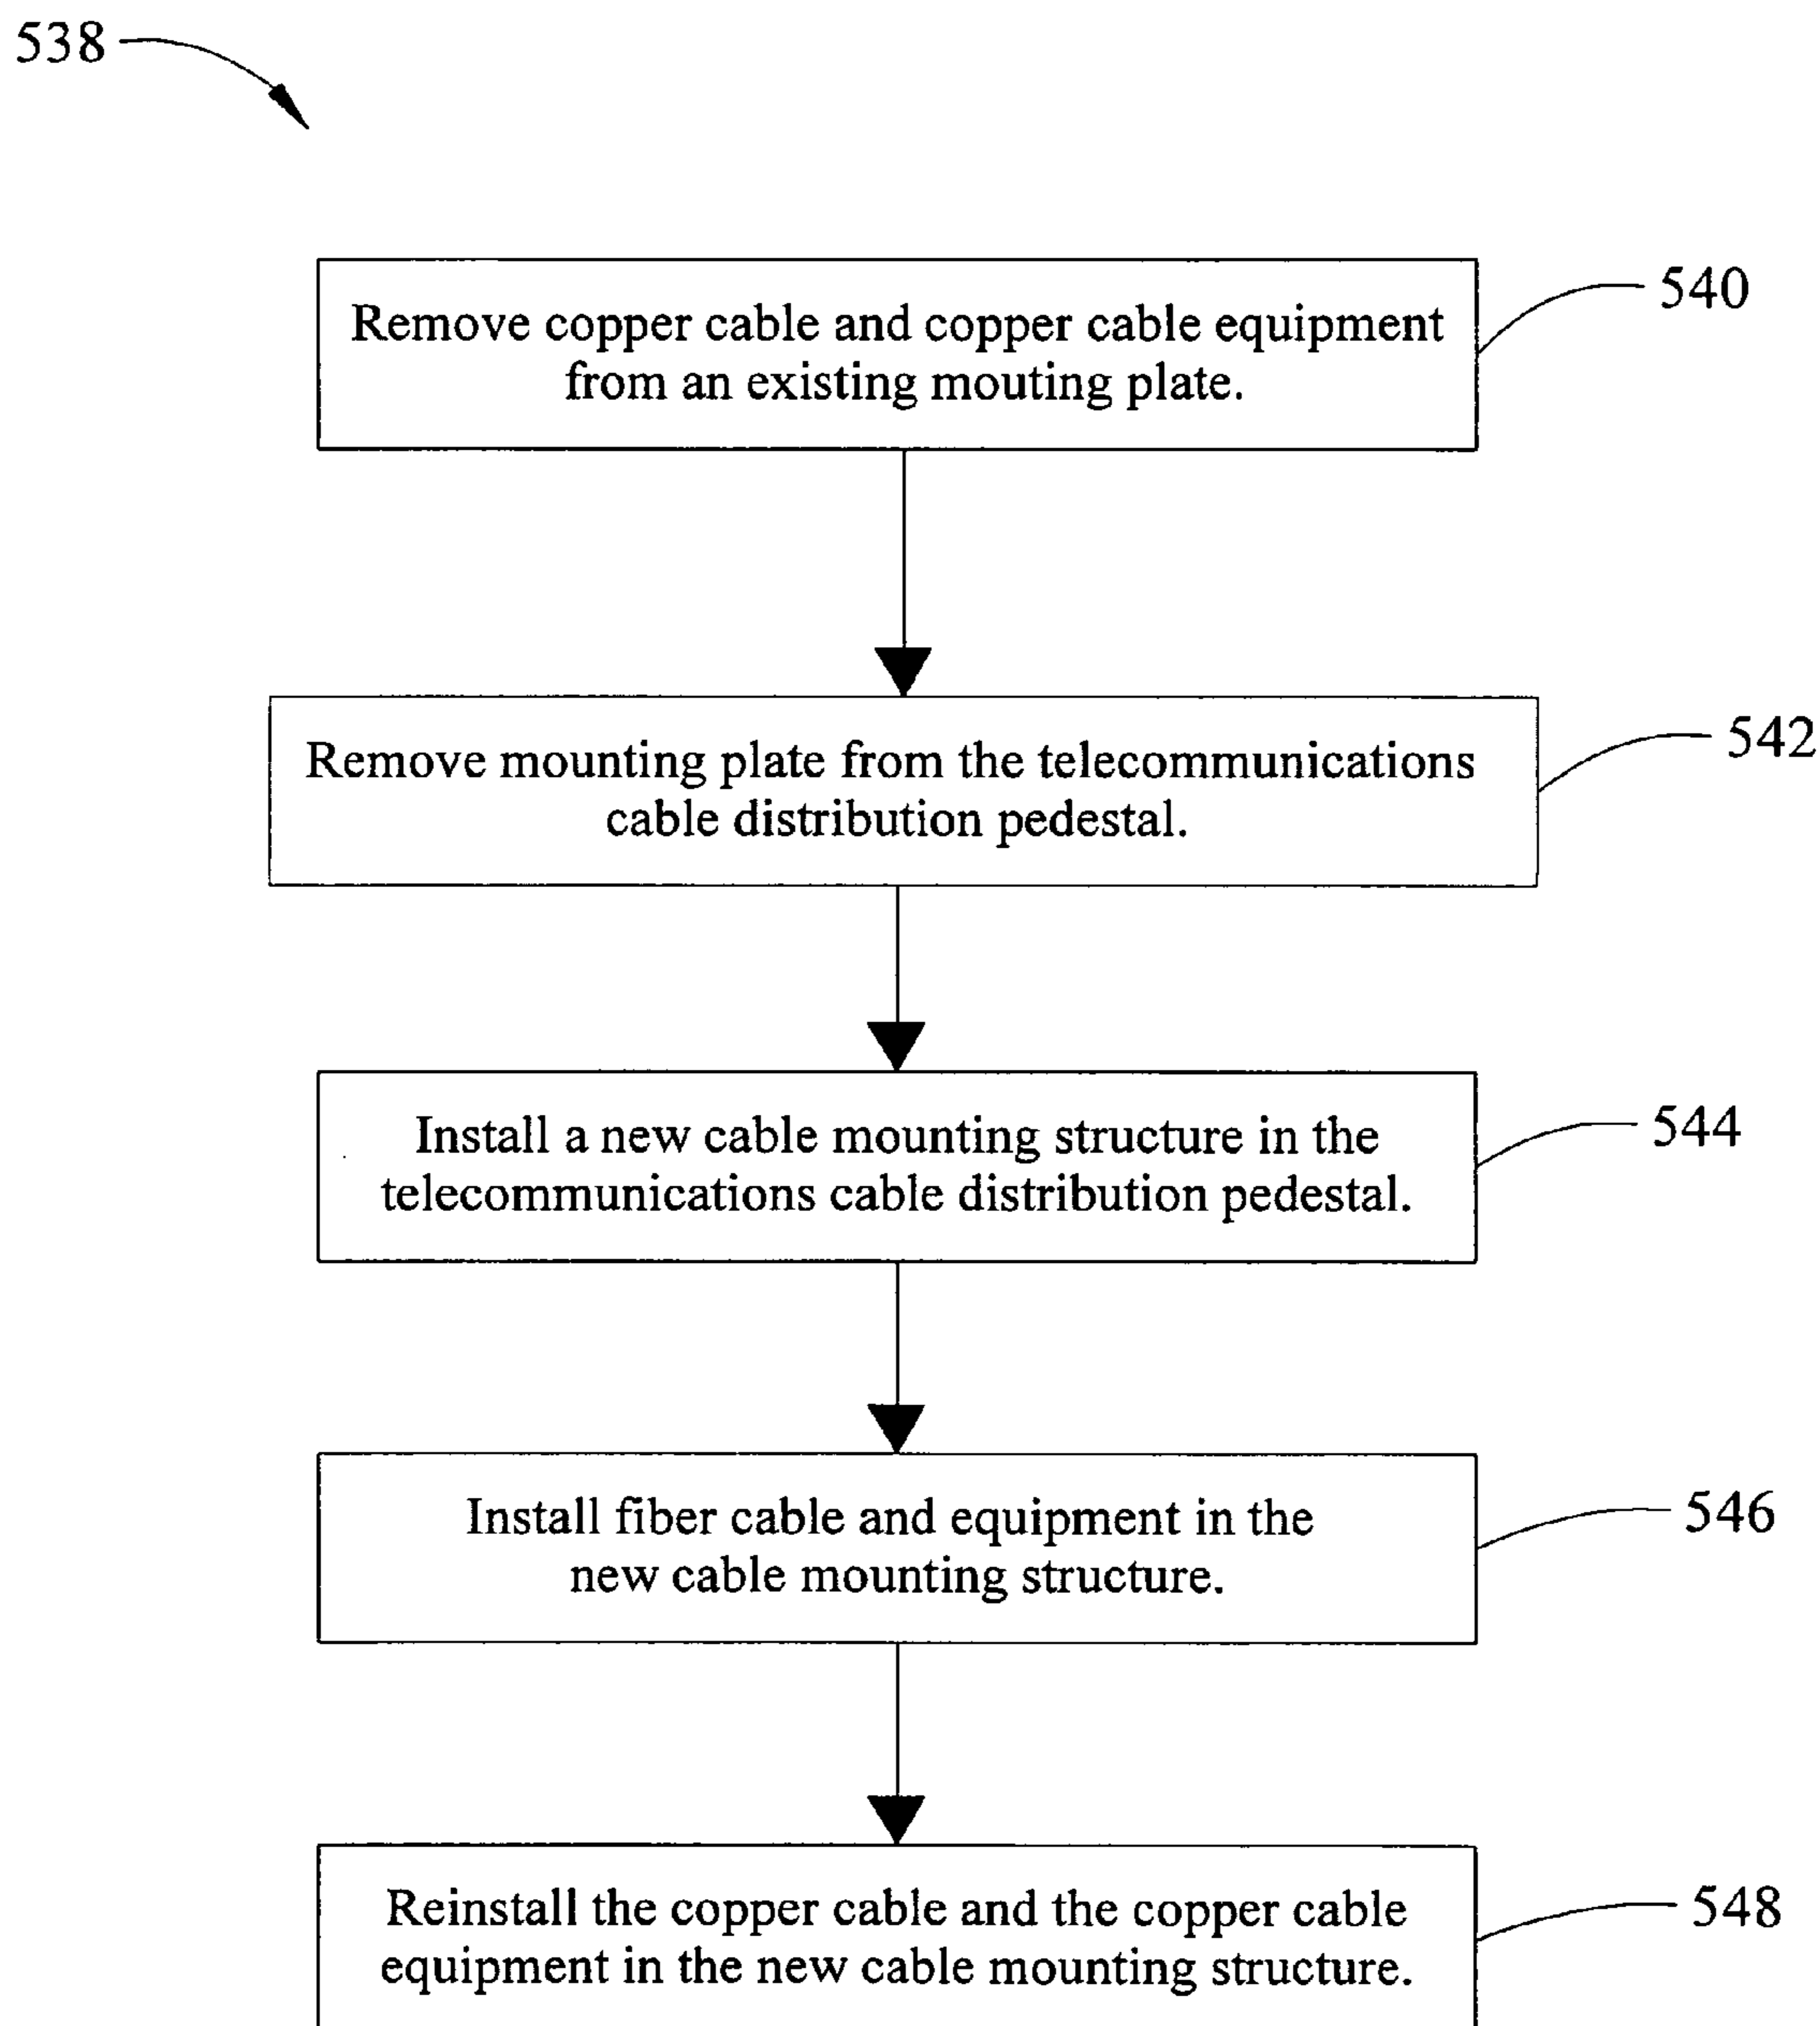 538
Remove copper cable and copper cable equipment
from an existing mouting plate.
540
Remove mounting plate from the telecommunications
cable distribution pedestal.
542
Install a new cable mounting structure in the
telecommunications cable distribution pedestal.
544
Install fiber cable and equipment in the
new cable mounting structure.
546
Reinstall the copper cable and the copper cable
equipment in the new cable mounting structure.
548